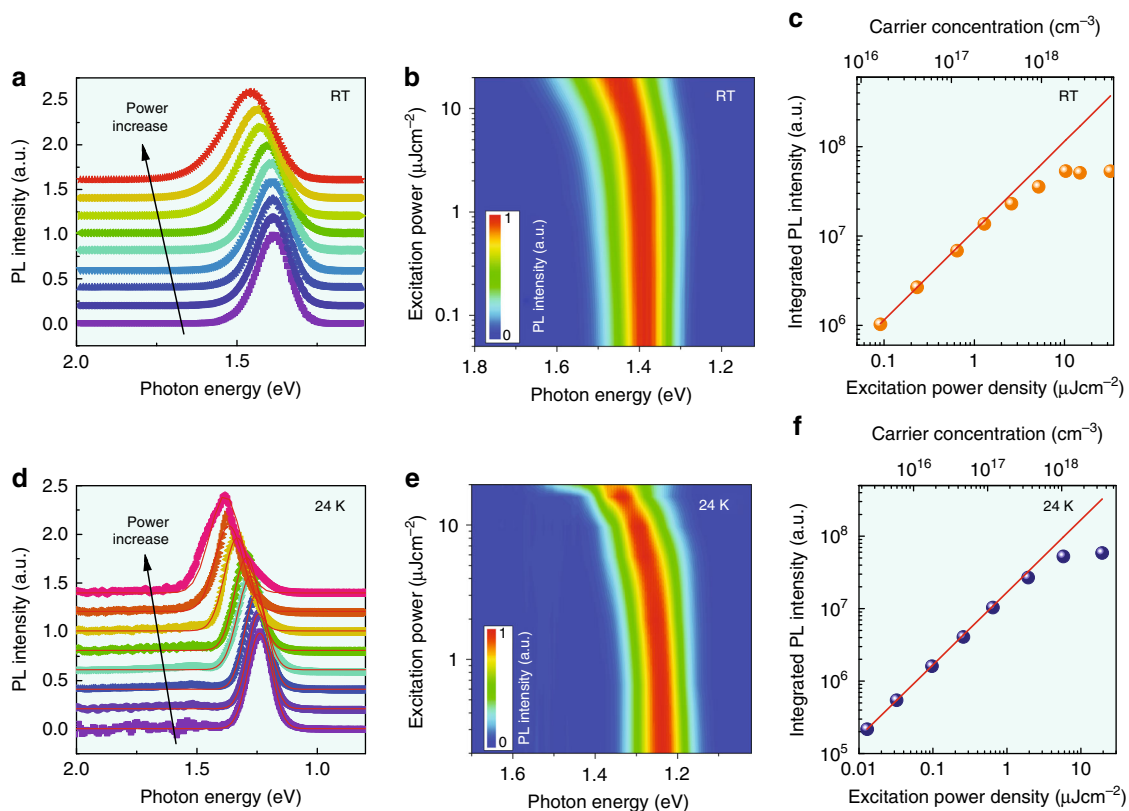 a
2.5
2.0
1.5
1.0
0.5
0.0
PL intensity (a.u.)
Power
increase
RT
2.0
1.5
Photon energy (eV)
b
10
1
0.1
Excitation power (μJcm⁻²)
RT
1
0
PL intensity (a.u.)
1.8
1.6
1.4
1.2
Photon energy (eV)
c
Carrier concentration (cm⁻³)
10¹⁶
10¹⁷
10¹⁸
RT
10⁸
10⁷
10⁶
Integrated PL intensity (a.u.)
0.1
1
10
Excitation power density (μJcm⁻²)
d
2.5
2.0
1.5
1.0
0.5
0.0
PL intensity (a.u.)
Power
increase
24 K
2.0
1.5
1.0
Photon energy (eV)
e
10
1
Excitation power (μJcm⁻²)
24 K
1
0
PL intensity (a.u.)
1.6
1.4
1.2
Photon energy (eV)
f
Carrier concentration (cm⁻³)
10¹⁶
10¹⁷
10¹⁸
24 K
10⁸
10⁷
10⁶
10⁵
Integrated PL intensity (a.u.)
0.01
0.1
1
10
Excitation power density (μJcm⁻²)